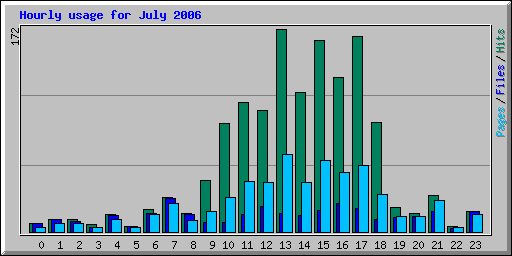 Hourly usage for July 2006
172
Pages / Files / Hits
0 1 2 3 4 5 6 7 8 9 10 11 12 13 14 15 16 17 18 19 20 21 22 23